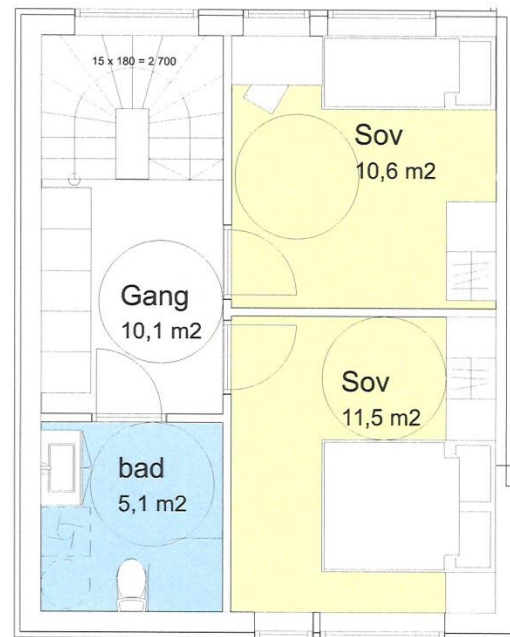 15 x 180 = 2 700
Sov
10,6 m2
Gang
10,1 m2
Sov
11,5 m2
bad
5,1 m2